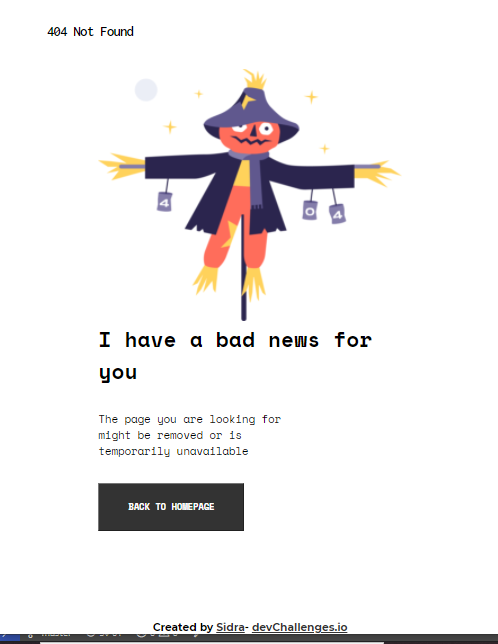 404 Not Found
4
0
4
I have a bad news for
you
The page you are looking for
might be removed or is
temporarily unavailable
BACK TO HOMEPAGE
Created by Sidra- devChallenges.io